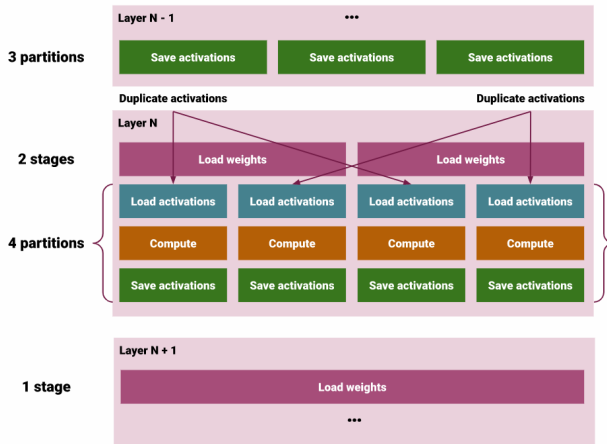 Layer N - 1
•••
3 partitions
Save activations Save activations Save activations
Duplicate activations Duplicate activations
Layer N
2 stages
Load weights Load weights
Load activations Load activations Load activations Load activations
4 partitions
Compute Compute Compute Compute
Save activations Save activations Save activations Save activations
Layer N + 1
1 stage
Load weights
•••